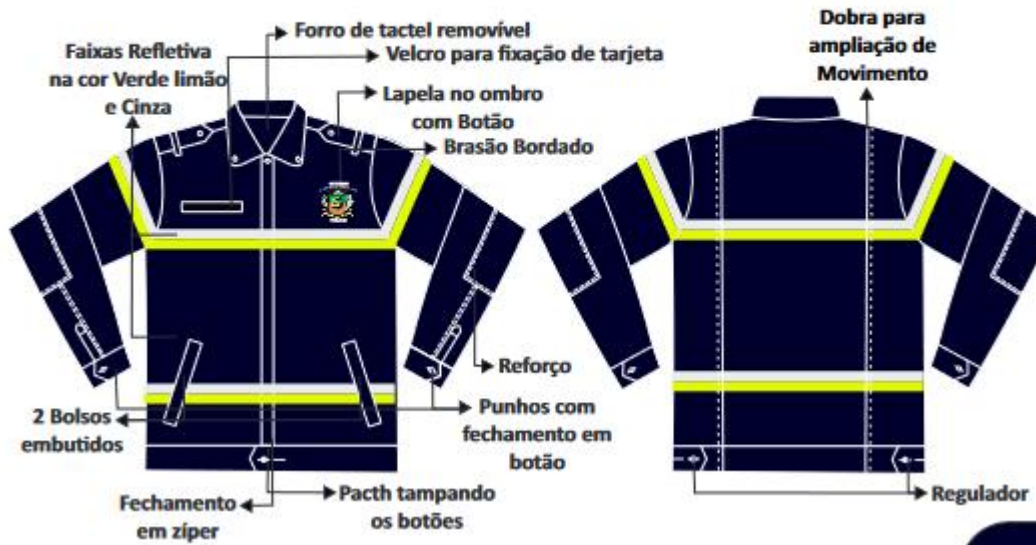 Forro de tactel removível
Velcro para fixação de tarjeta
Faixas Refletiva
na cor Verde limão
e Cinza
Lapela no ombro
com Botão
Brasão Bordado
Dobra para
ampliação de
Movimento
Reforço
2 Bolsos
embutidos
Punhos com
fechamento em
botão
Fechamento
em zíper
Pacth tampando
os botões
Regulador